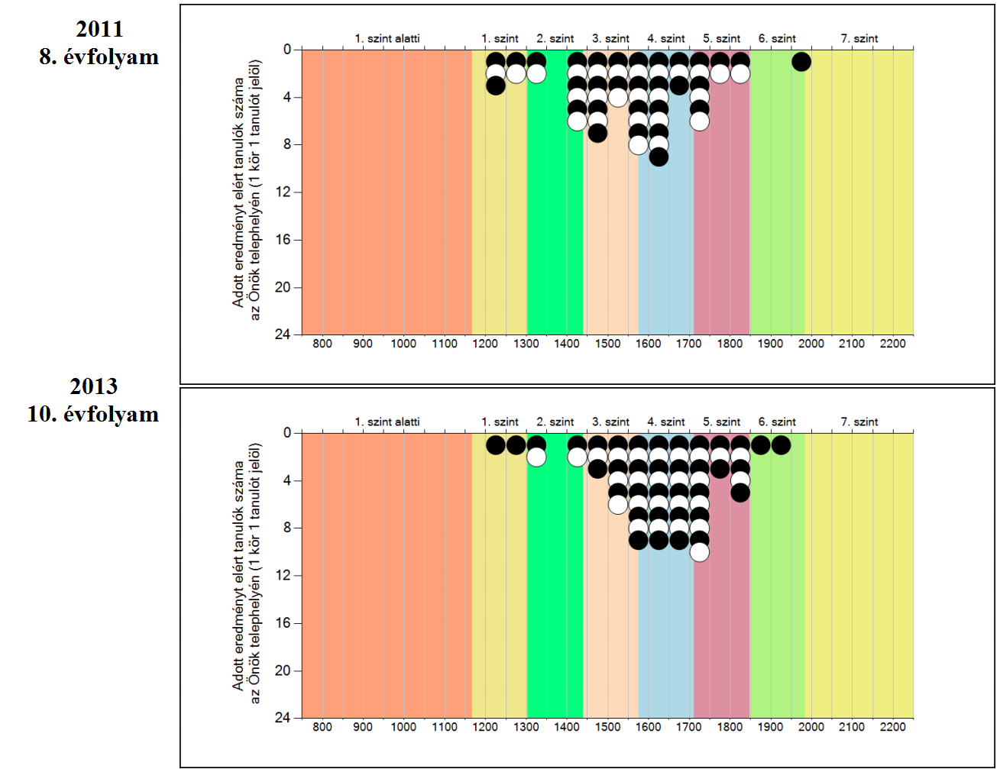 2011
8. évfolyam
1. szint alatti 1. szint 2. szint 3. szint 4. szint 5. szint 6. szint 7. szint
Adott eredményt elért tanulók száma
az Önök telephelyén (1 kör 1 tanulót jelöl)
0
4
8
12
16
20
24
800 900 1000 1100 1200 1300 1400 1500 1600 1700 1800 1900 2000 2100 2200
2013
10. évfolyam
1. szint alatti 1. szint 2. szint 3. szint 4. szint 5. szint 6. szint 7. szint
Adott eredményt elért tanulók száma
az Önök telephelyén (1 kör 1 tanulót jelöl)
0
4
8
12
16
20
24
800 900 1000 1100 1200 1300 1400 1500 1600 1700 1800 1900 2000 2100 2200